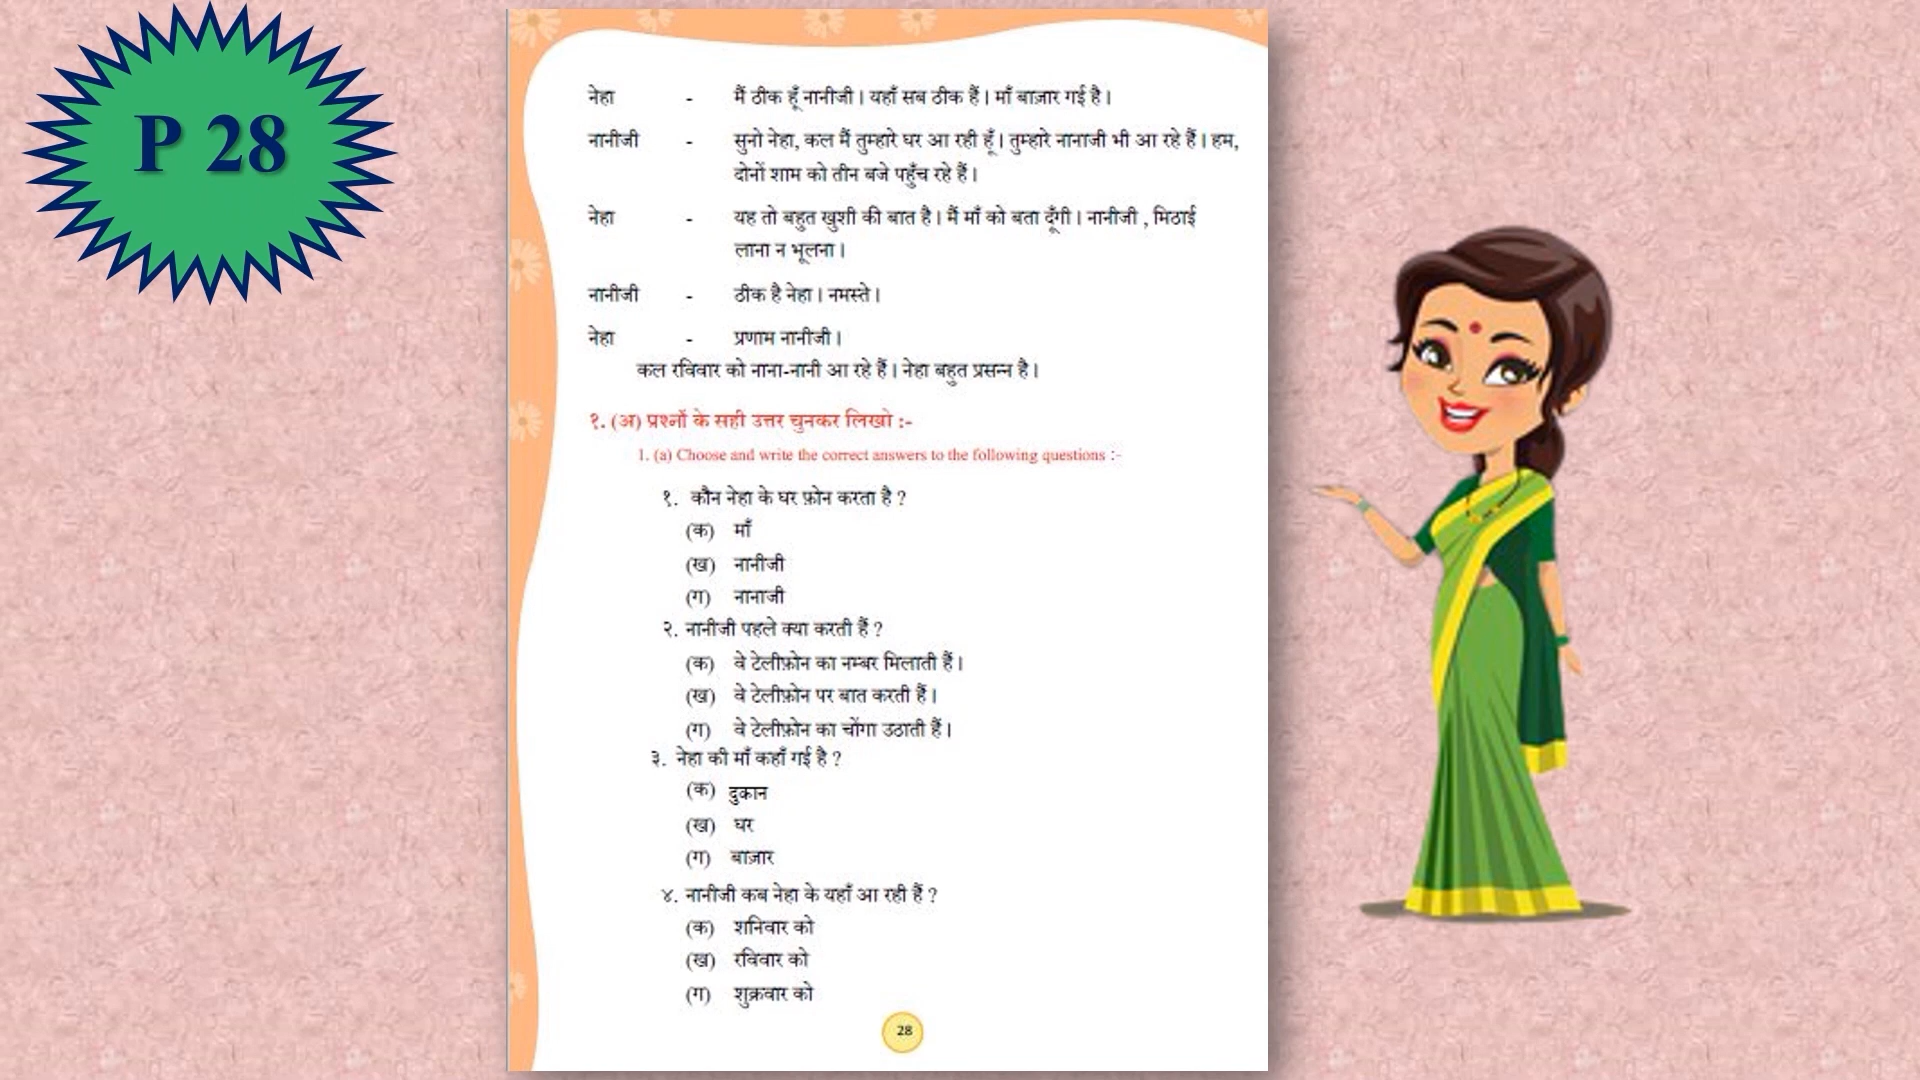 P 28
नेहा - मैं ठीक हूँ नानीजी। यहाँ सब ठीक हैं। माँ बाज़ार गई है।
नानीजी - सुनो नेहा, कल मैं तुम्हारे घर आ रही हूँ। तुम्हारे नानाजी भी आ रहे हैं। हम,
दोनों शाम को तीन बजे पहुँच रहे हैं।
नेहा - यह तो बहुत खुशी की बात है। मैं माँ को बता दूँगी। नानीजी , मिठाई
लाना न भूलना।
नानीजी - ठीक है नेहा। नमस्ते।
नेहा - प्रणाम नानीजी।
कल रविवार को नाना-नानी आ रहे हैं। नेहा बहुत प्रसन्न है।
१. (अ) प्रश्नों के सही उत्तर चुनकर लिखो :-
1. (a) Choose and write the correct answers to the following questions :-
१. कौन नेहा के घर फ़ोन करता है ?
(क) माँ
(ख) नानीजी
(ग) नानाजी
२. नानीजी पहले क्या करती हैं ?
(क) वे टेलीफ़ोन का नम्बर मिलाती हैं।
(ख) वे टेलीफ़ोन पर बात करती हैं।
(ग) वे टेलीफ़ोन का चोंगा उठाती हैं।
३. नेहा की माँ कहाँ गई है ?
(क) दुकान
(ख) घर
(ग) बाज़ार
४. नानीजी कब नेहा के यहाँ आ रही हैं ?
(क) शनिवार को
(ख) रविवार को
(ग) शुक्रवार को
28